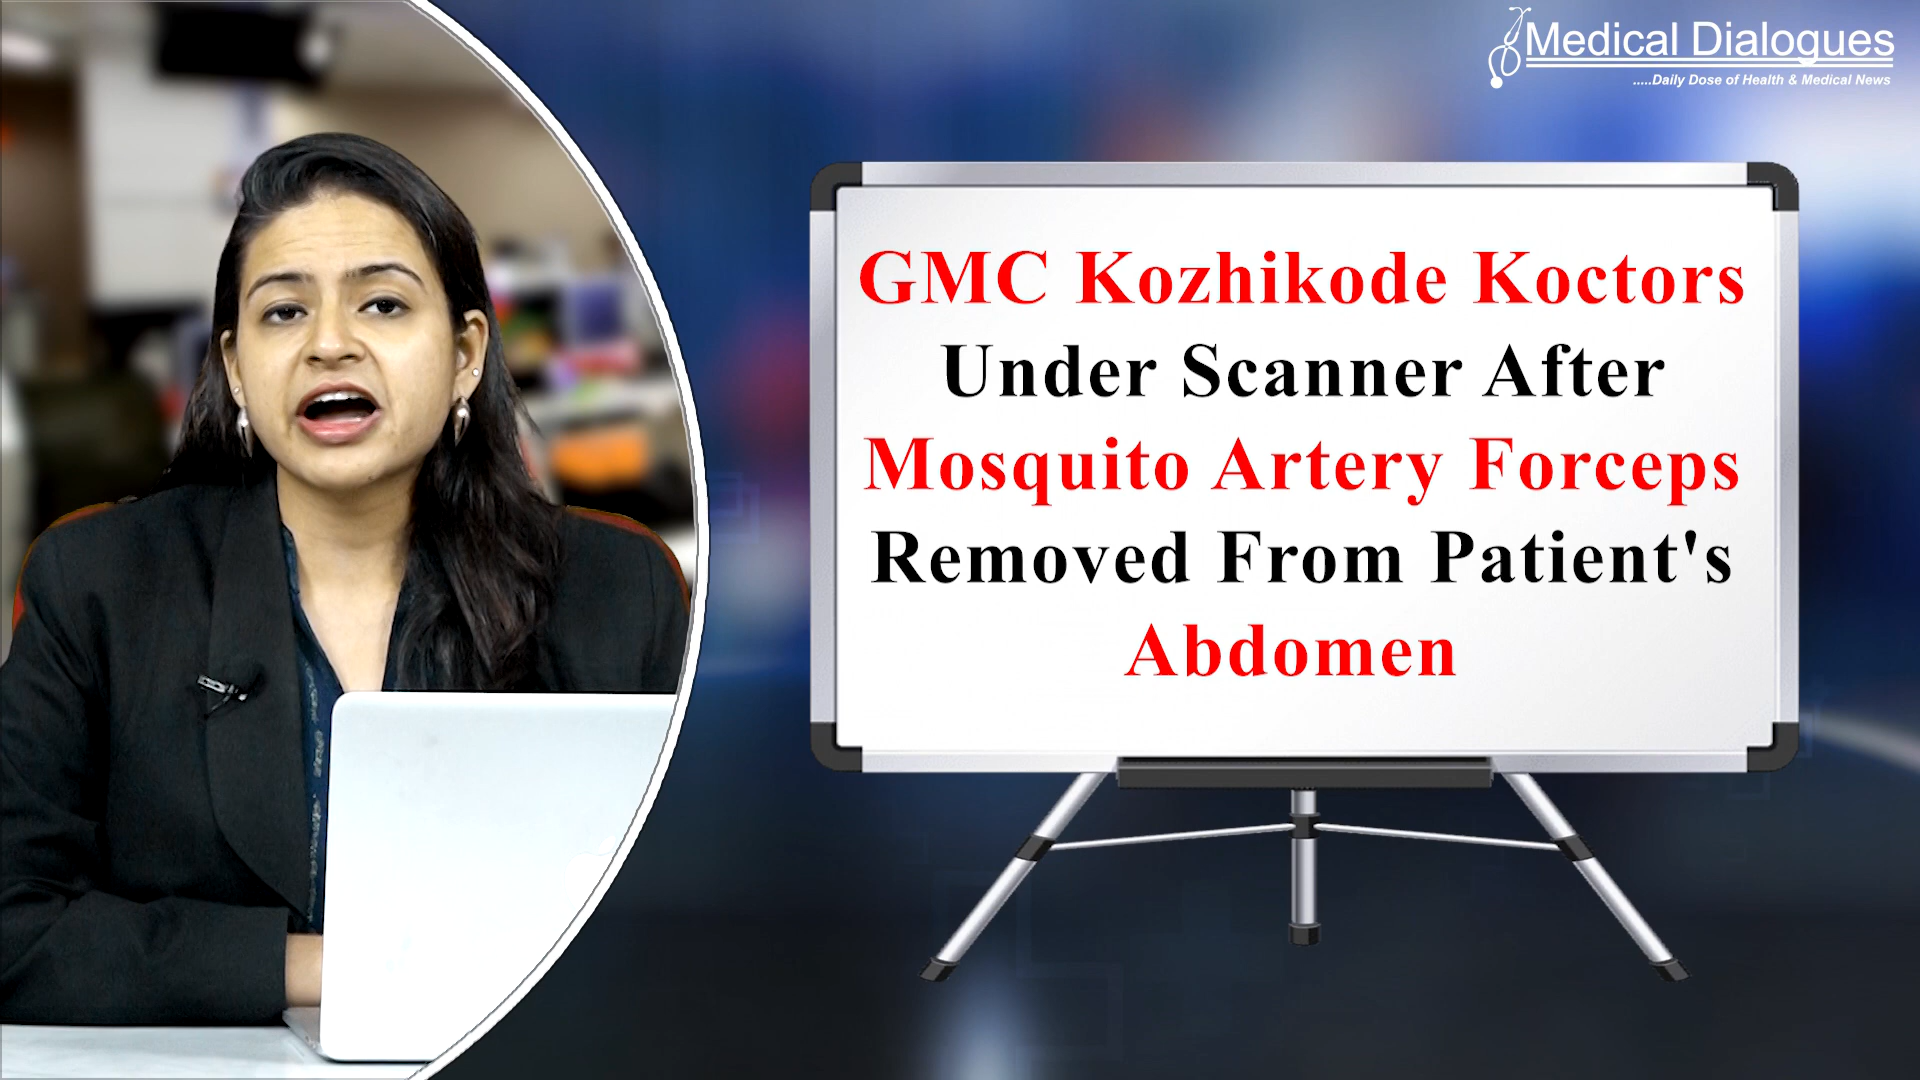 Medical Dialogues
.....Daily Dose of Health & Medical News
GMC Kozhikode Koctors
Under Scanner After
Mosquito Artery Forceps
Removed From Patient's
Abdomen